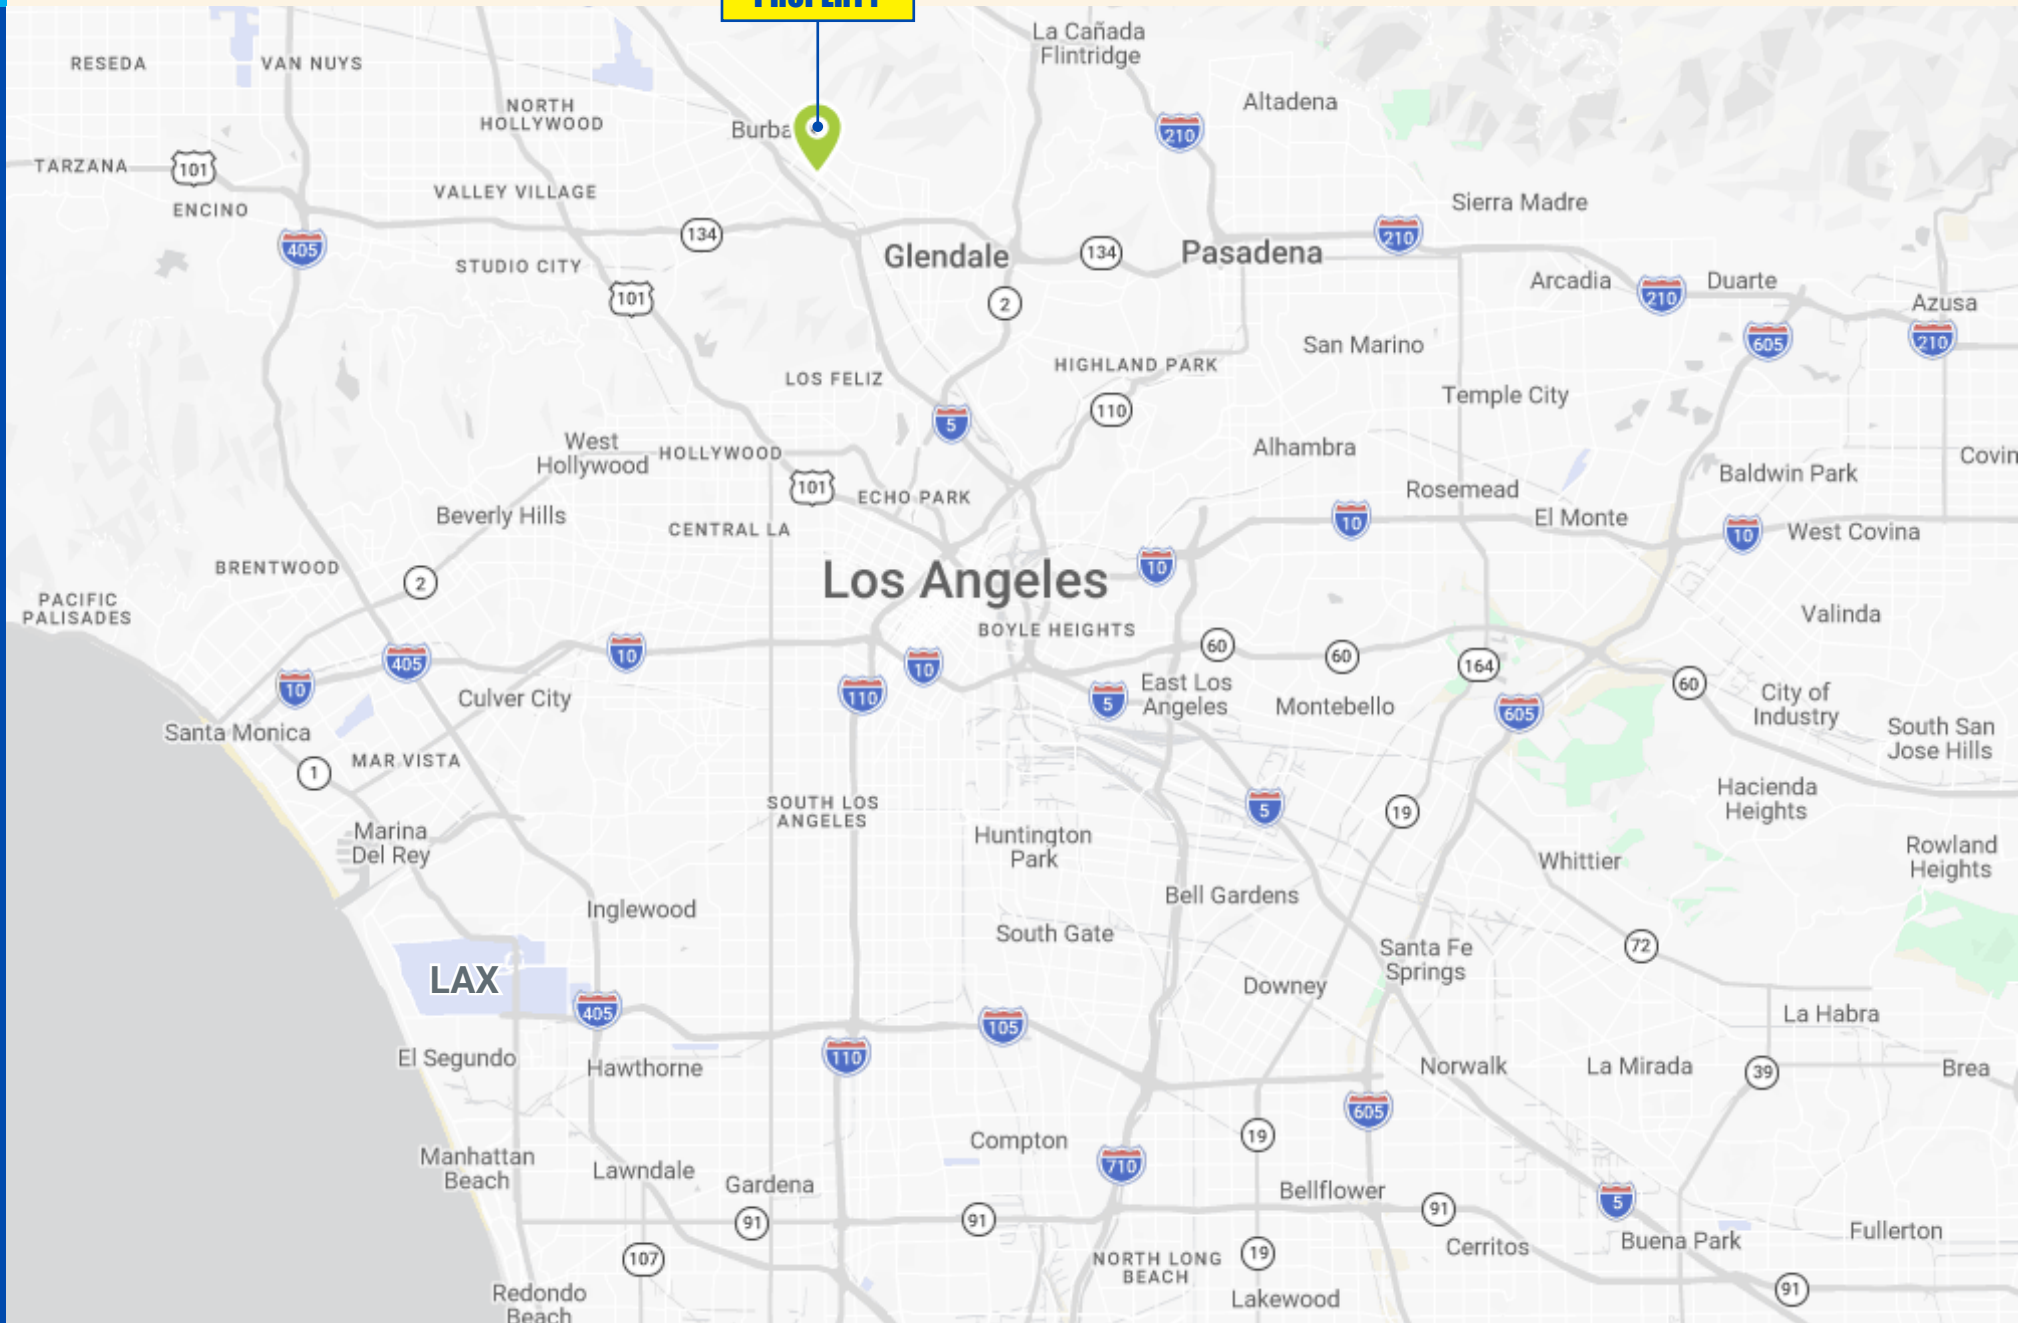 PROPERTY
La Cañada
Flintridge
RESEDA
VAN NUYS
NORTH
HOLLYWOOD
Altadena
Burba
210
TARZANA
101
VALLEY VILLAGE
ENCINO
Sierra Madre
405
134
Glendale
134
Pasadena
210
STUDIO CITY
101
2
Arcadia
210
Duarte
Azusa
605
210
San Marino
HIGHLAND PARK
LOS FELIZ
110
Temple City
5
West
Hollywood
HOLLYWOOD
Alhambra
Covin
Baldwin Park
101
ECHO PARK
Rosemead
Beverly Hills
CENTRAL LA
10
El Monte
10
West Covina
BRENTWOOD
2
Los Angeles
10
PACIFIC
PALISADES
Valinda
BOYLE HEIGHTS
10
405
10
110
10
60
60
164
60
Culver City
5
East Los
Angeles
Montebello
605
City of
Industry
Santa Monica
South San
Jose Hills
1
MAR VISTA
SOUTH LOS
ANGELES
5
19
Hacienda
Heights
Marina
Del Rey
Huntington
Park
Whittier
Rowland
Heights
Inglewood
Bell Gardens
South Gate
Santa Fe
Springs
72
LAX
Downey
405
105
La Habra
110
El Segundo
Hawthorne
Norwalk
La Mirada
39
Brea
605
Compton
19
Manhattan
Beach
Lawndale
Gardena
710
Bellflower
91
91
91
5
107
NORTH LONG
BEACH
19
Cerritos
Buena Park
Fullerton
Redondo
Beach
Lakewood
91